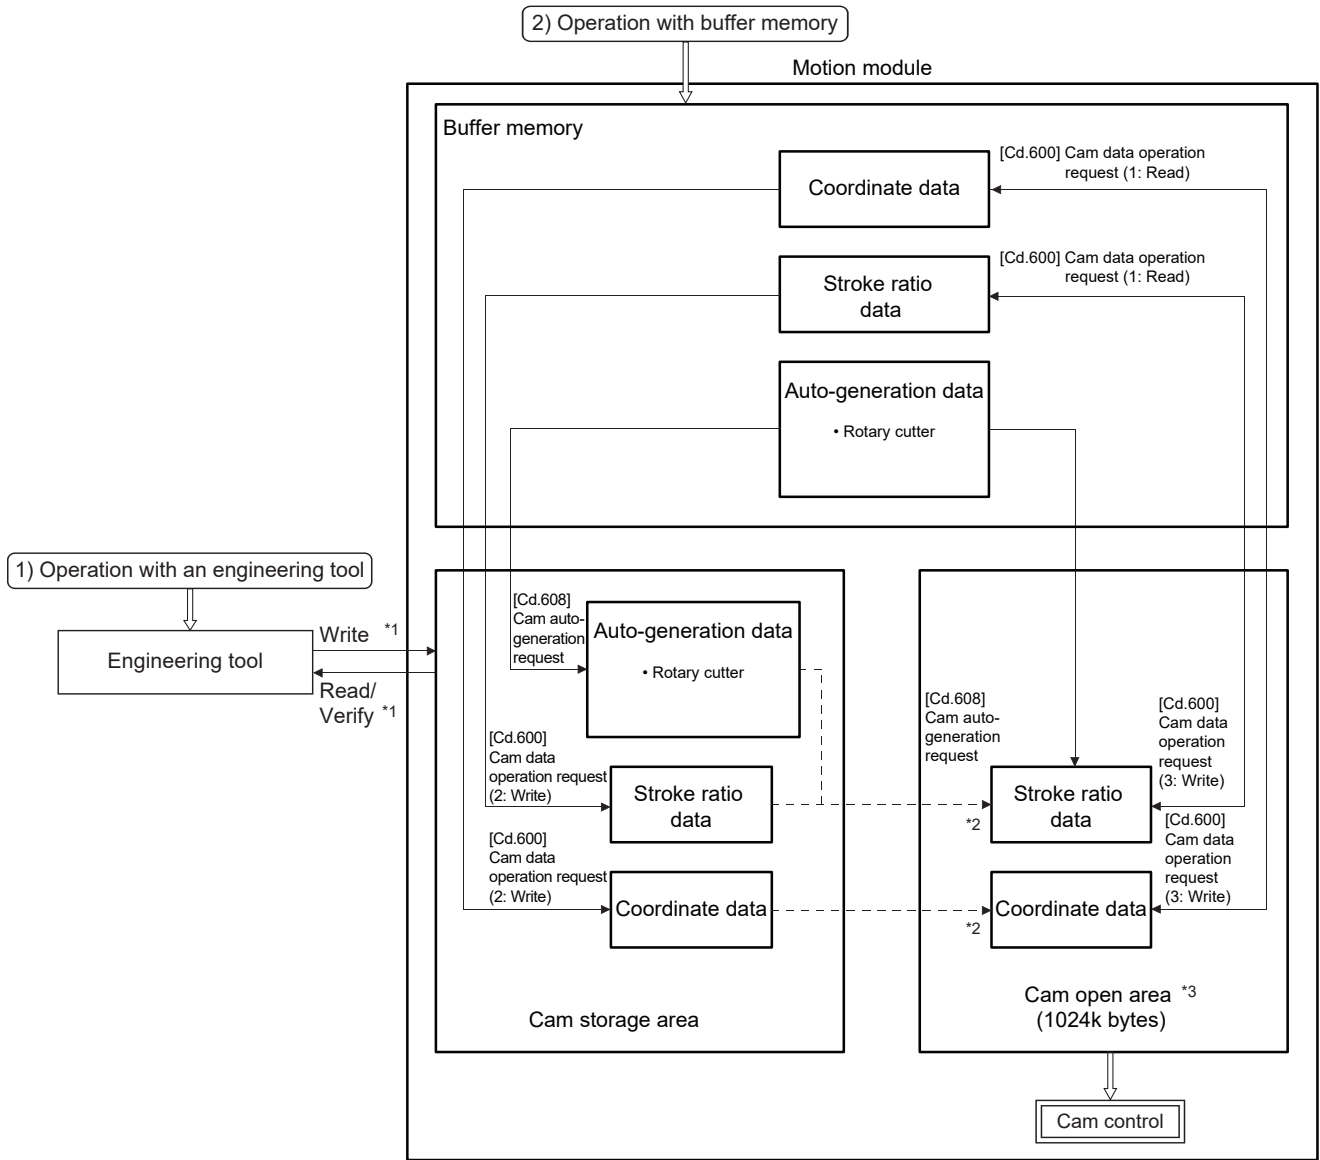 2) Operation with buffer memory
Motion module
Buffer memory
Coordinate data
[Cd.600] Cam data operation
request (1: Read)
Stroke ratio
data
[Cd.600] Cam data operation
request (1: Read)
Auto-generation data
• Rotary cutter
1) Operation with an engineering tool
Engineering tool
Write *1
Read/
Verify *1
[Cd.608]
Cam auto-
generation
request
Auto-generation data
• Rotary cutter
[Cd.600]
Cam data
operation request
(2: Write)
Stroke ratio
data
[Cd.600]
Cam data
operation request
(2: Write)
Coordinate data
Cam storage area
*2
*2
[Cd.608]
Cam auto-
generation
request
[Cd.600]
Cam data
operation
request
(3: Write)
Stroke ratio
data
[Cd.600]
Cam data
operation
request
(3: Write)
Coordinate data
Cam open area *3
(1024k bytes)
Cam control